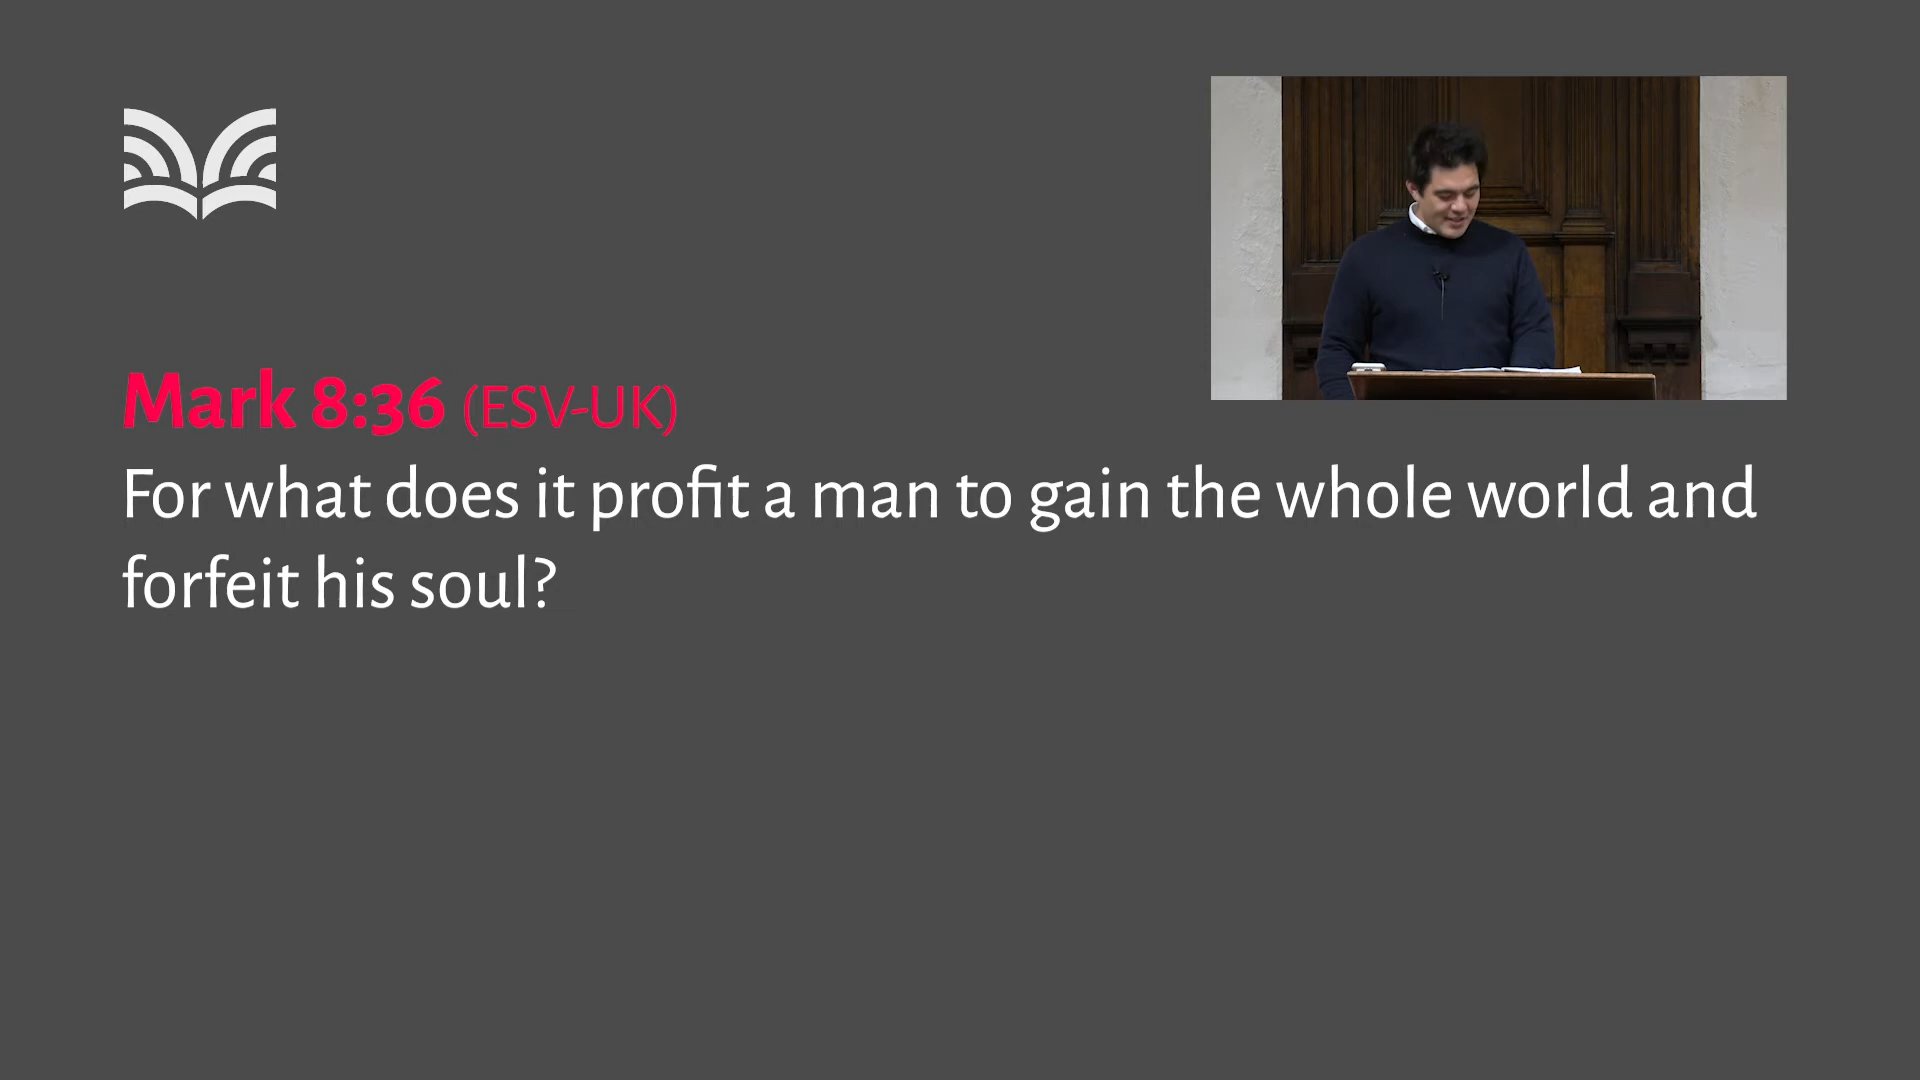 Mark 8:36 (ESV-UK)
For what does it profit a man to gain the whole world and
forfeit his soul?